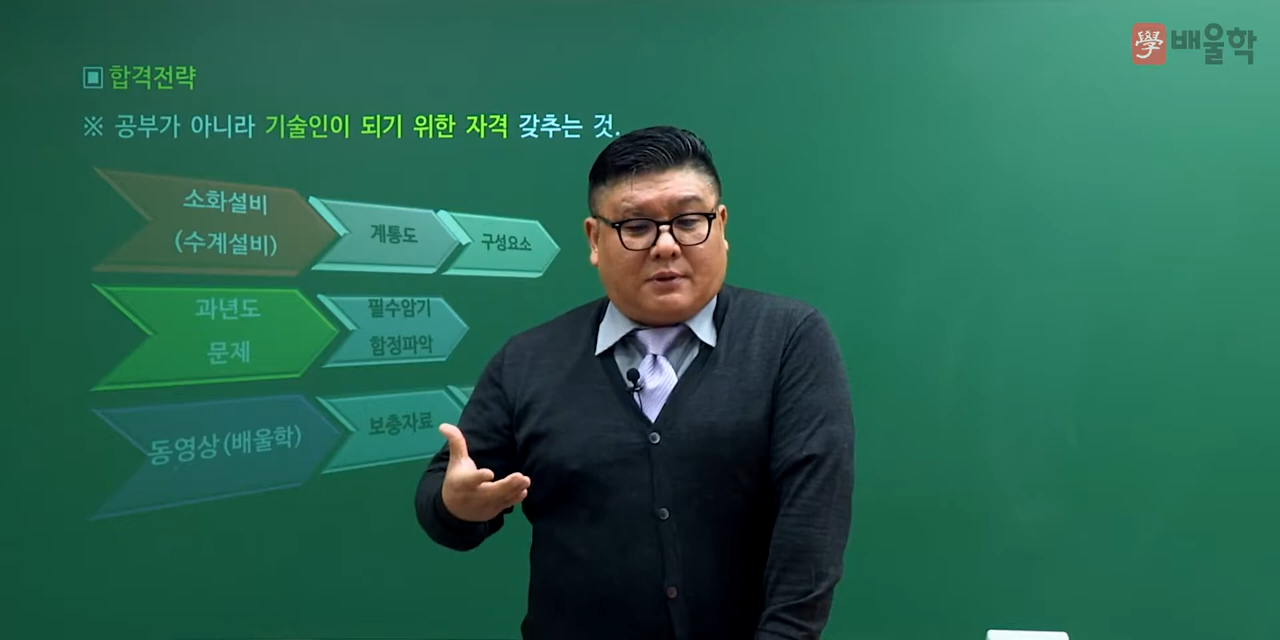 學 배울학
합격전략
※ 공부가 아니라 기술인이 되기 위한 자격 갖추는 것.
소화설비
(수계설비)
계통도
구성요소
과년도
문제
필수암기
함정파악
동영상(배울학)
보충자료